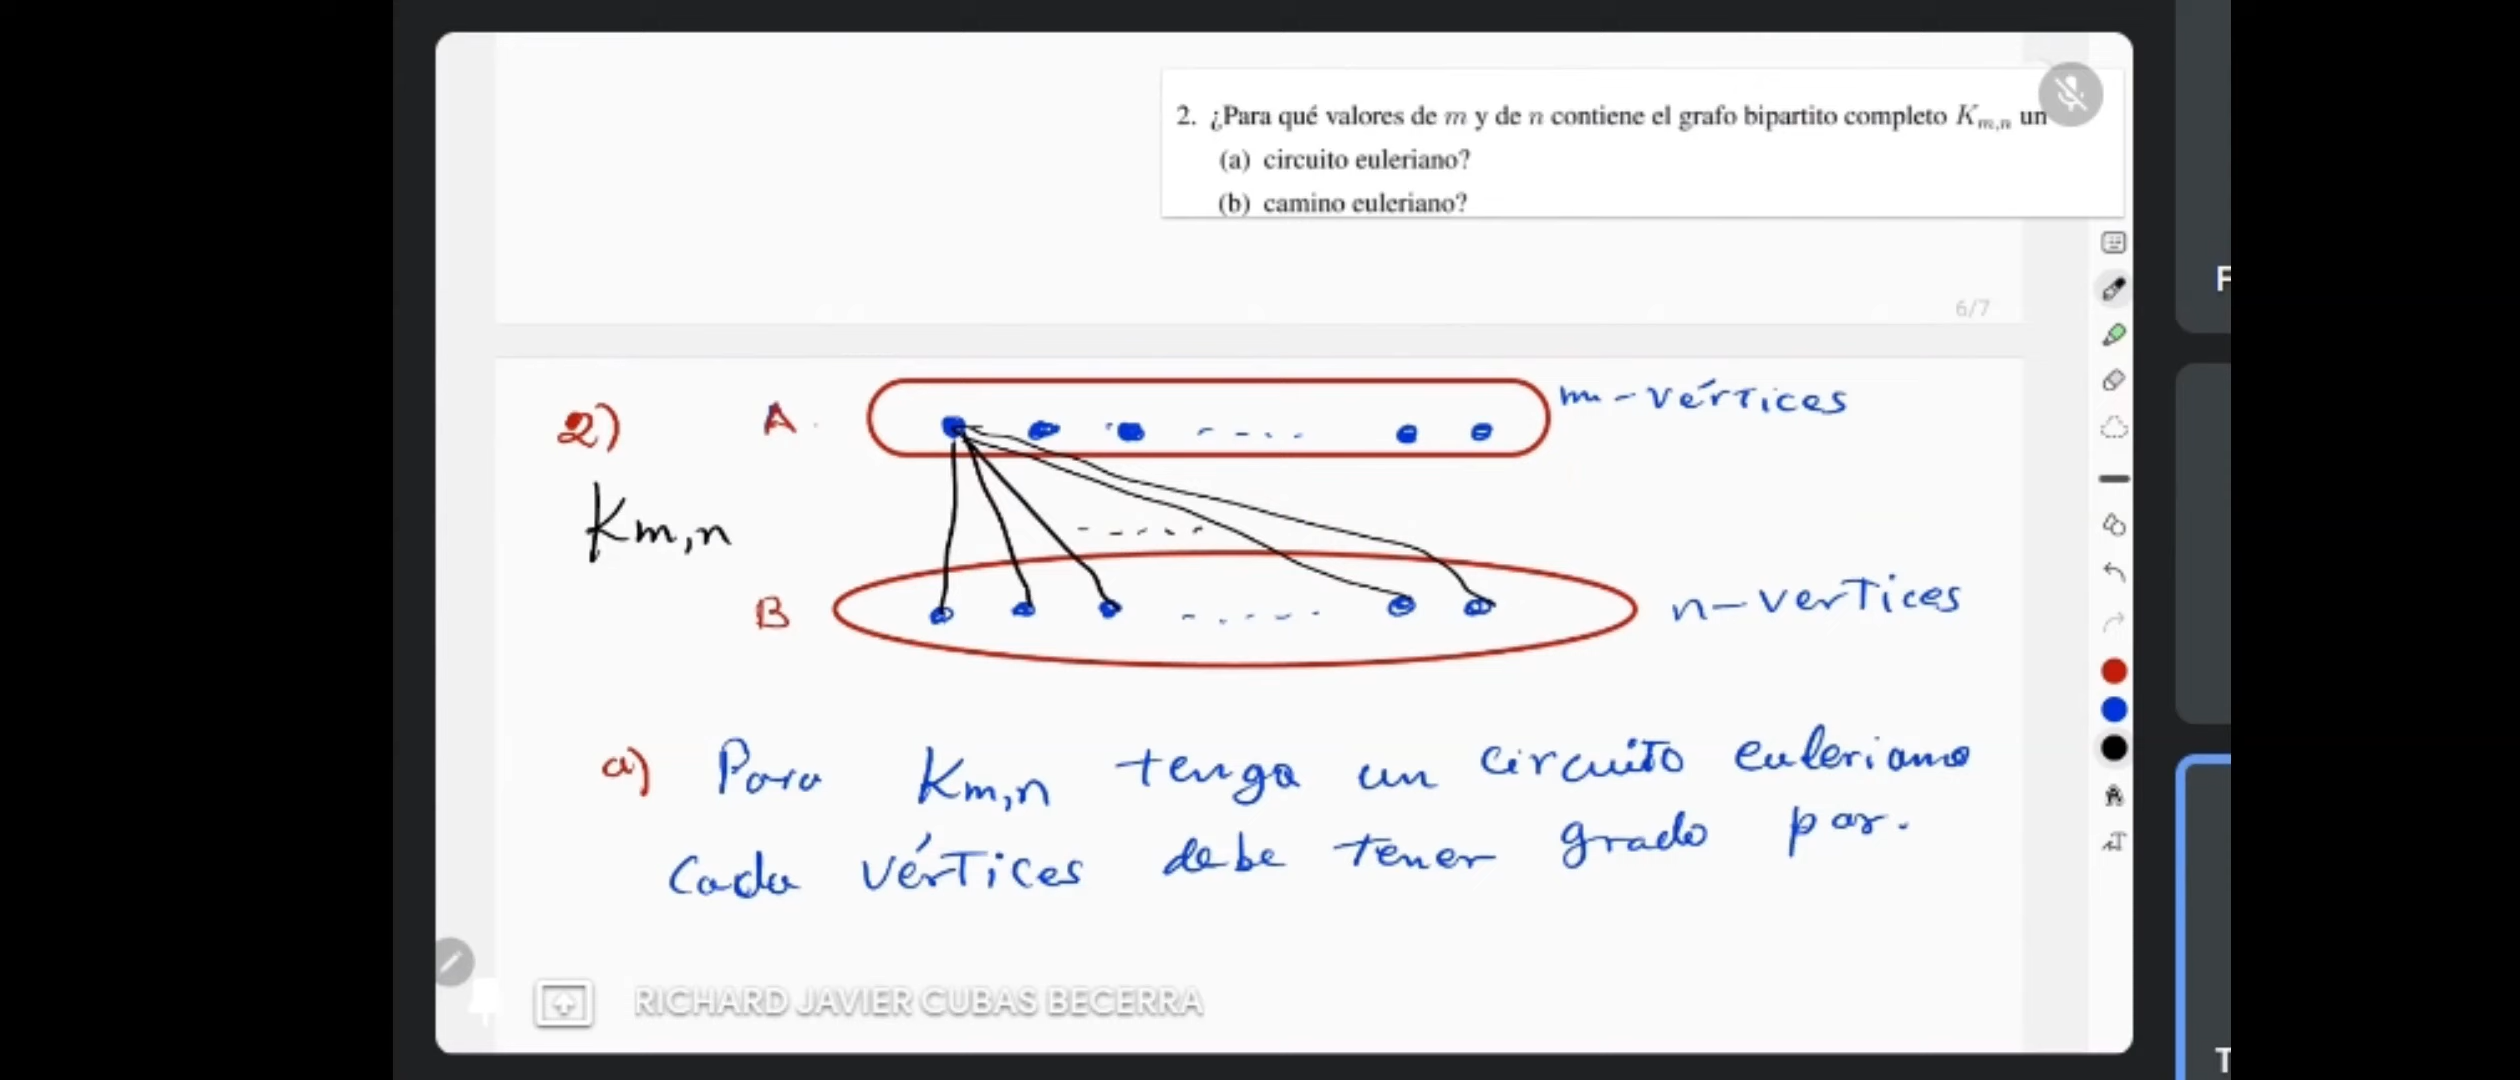 2. ¿Para qué valores de m y de n contiene el grafo bipartito completo K_{m,n} un
(a) circuito euleriano?
(b) camino euleriano?
6/7
2) A. m-vértices
Km,n
B n-vertices
a) Para Km,n tenga un circuito euleriano
Cada vérTices debe tener grado par.
RICHARD JAVIER CUBAS BECERRA
F
T